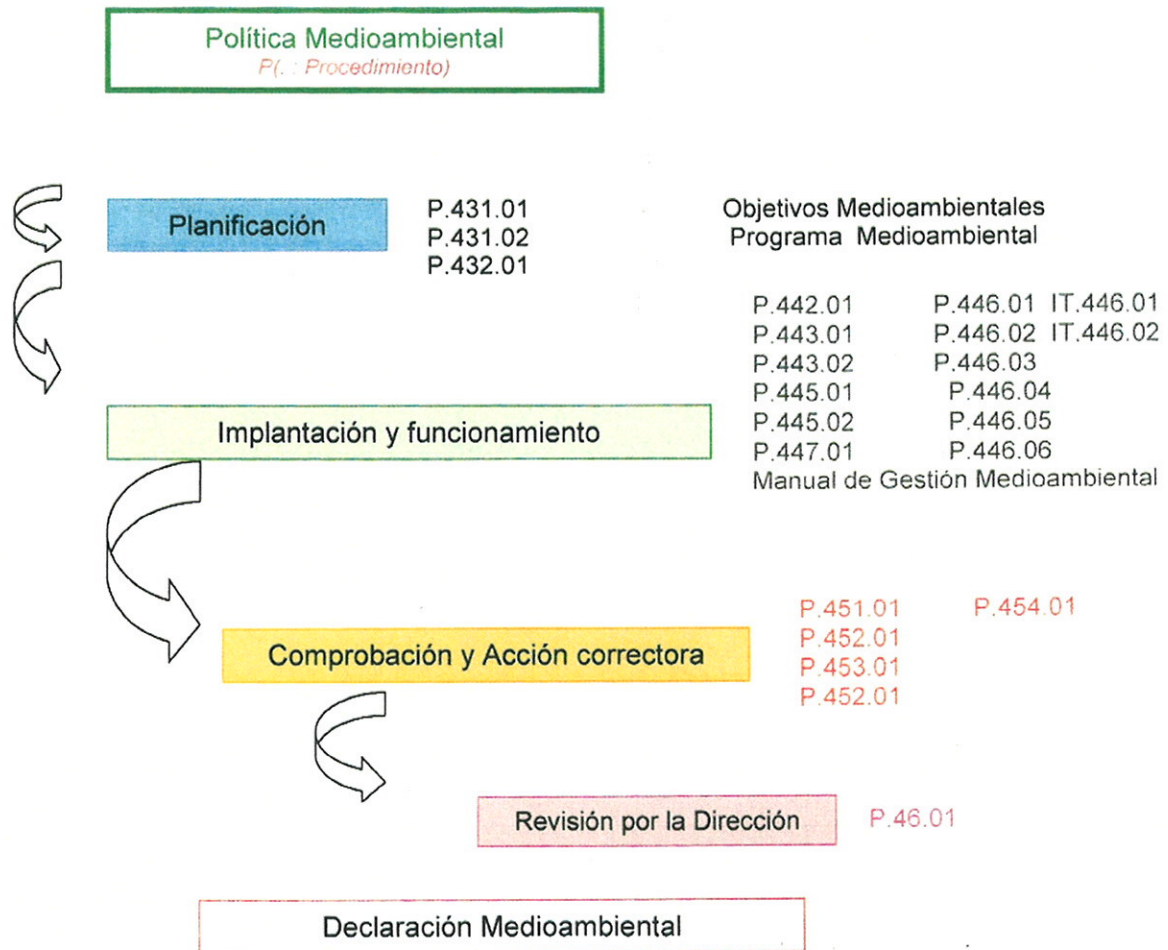 Política Medioambiental
P(. : Procedimiento)
Planificación
P.431.01
P.431.02
P.432.01
Objetivos Medioambientales
Programa Medioambiental
P.442.01 P.446.01 IT.446.01
P.443.01 P.446.02 IT.446.02
P.443.02 P.446.03
P.445.01 P.446.04
P.445.02 P.446.05
P.447.01 P.446.06
Manual de Gestión Medioambiental
Implantación y funcionamiento
P.451.01 P.454.01
P.452.01
P.453.01
P.452.01
Comprobación y Acción correctora
Revisión por la Dirección
P.46.01
Declaración Medioambiental